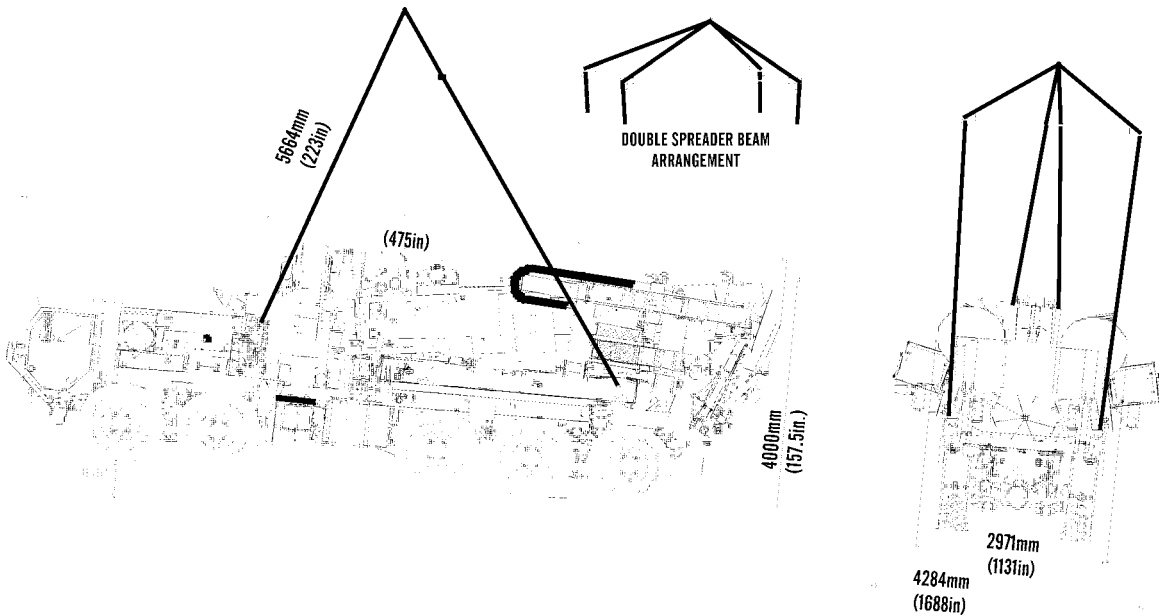 5664mm
(223in)
DOUBLE SPREADER BEAM
ARRANGEMENT
(475in)
4000mm
(157.5in.)
2971mm
(1131in)
4284mm
(1688in)